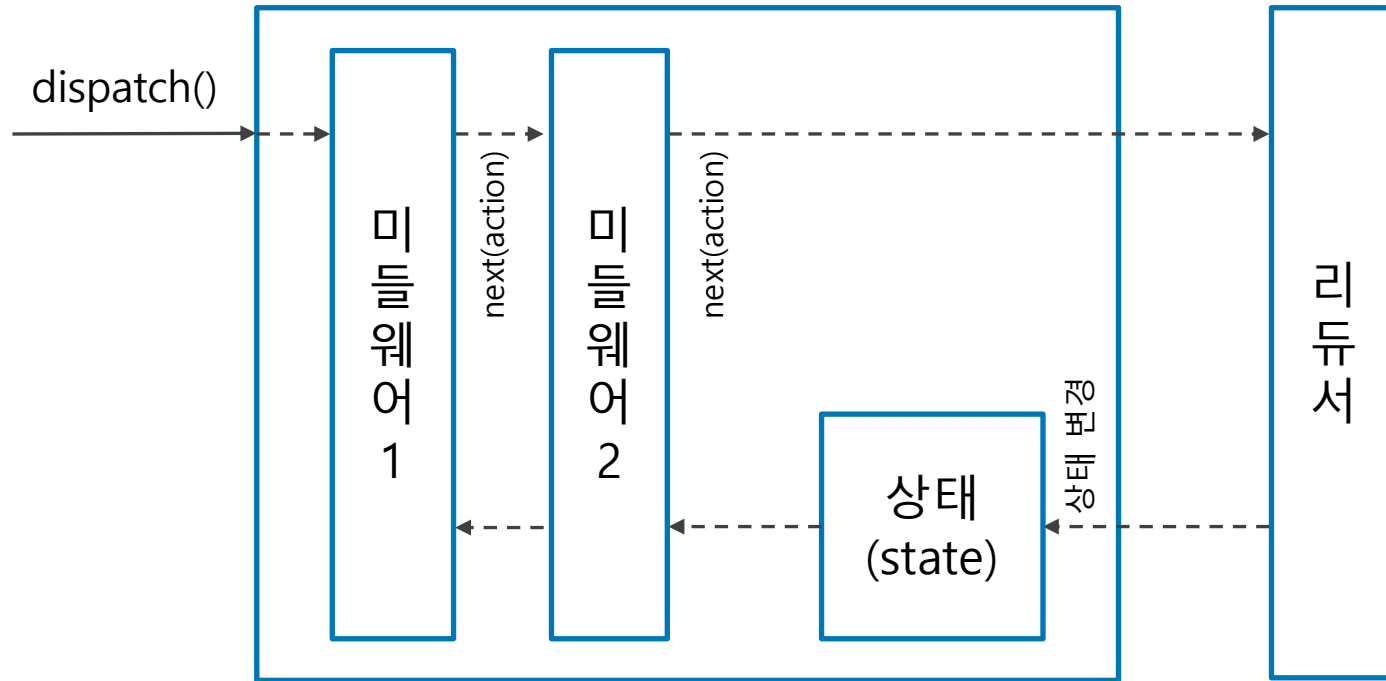 dispatch()
미들웨어1
next(action)
미들웨어2
next(action)
상태 변경
상태
(state)
리듀서